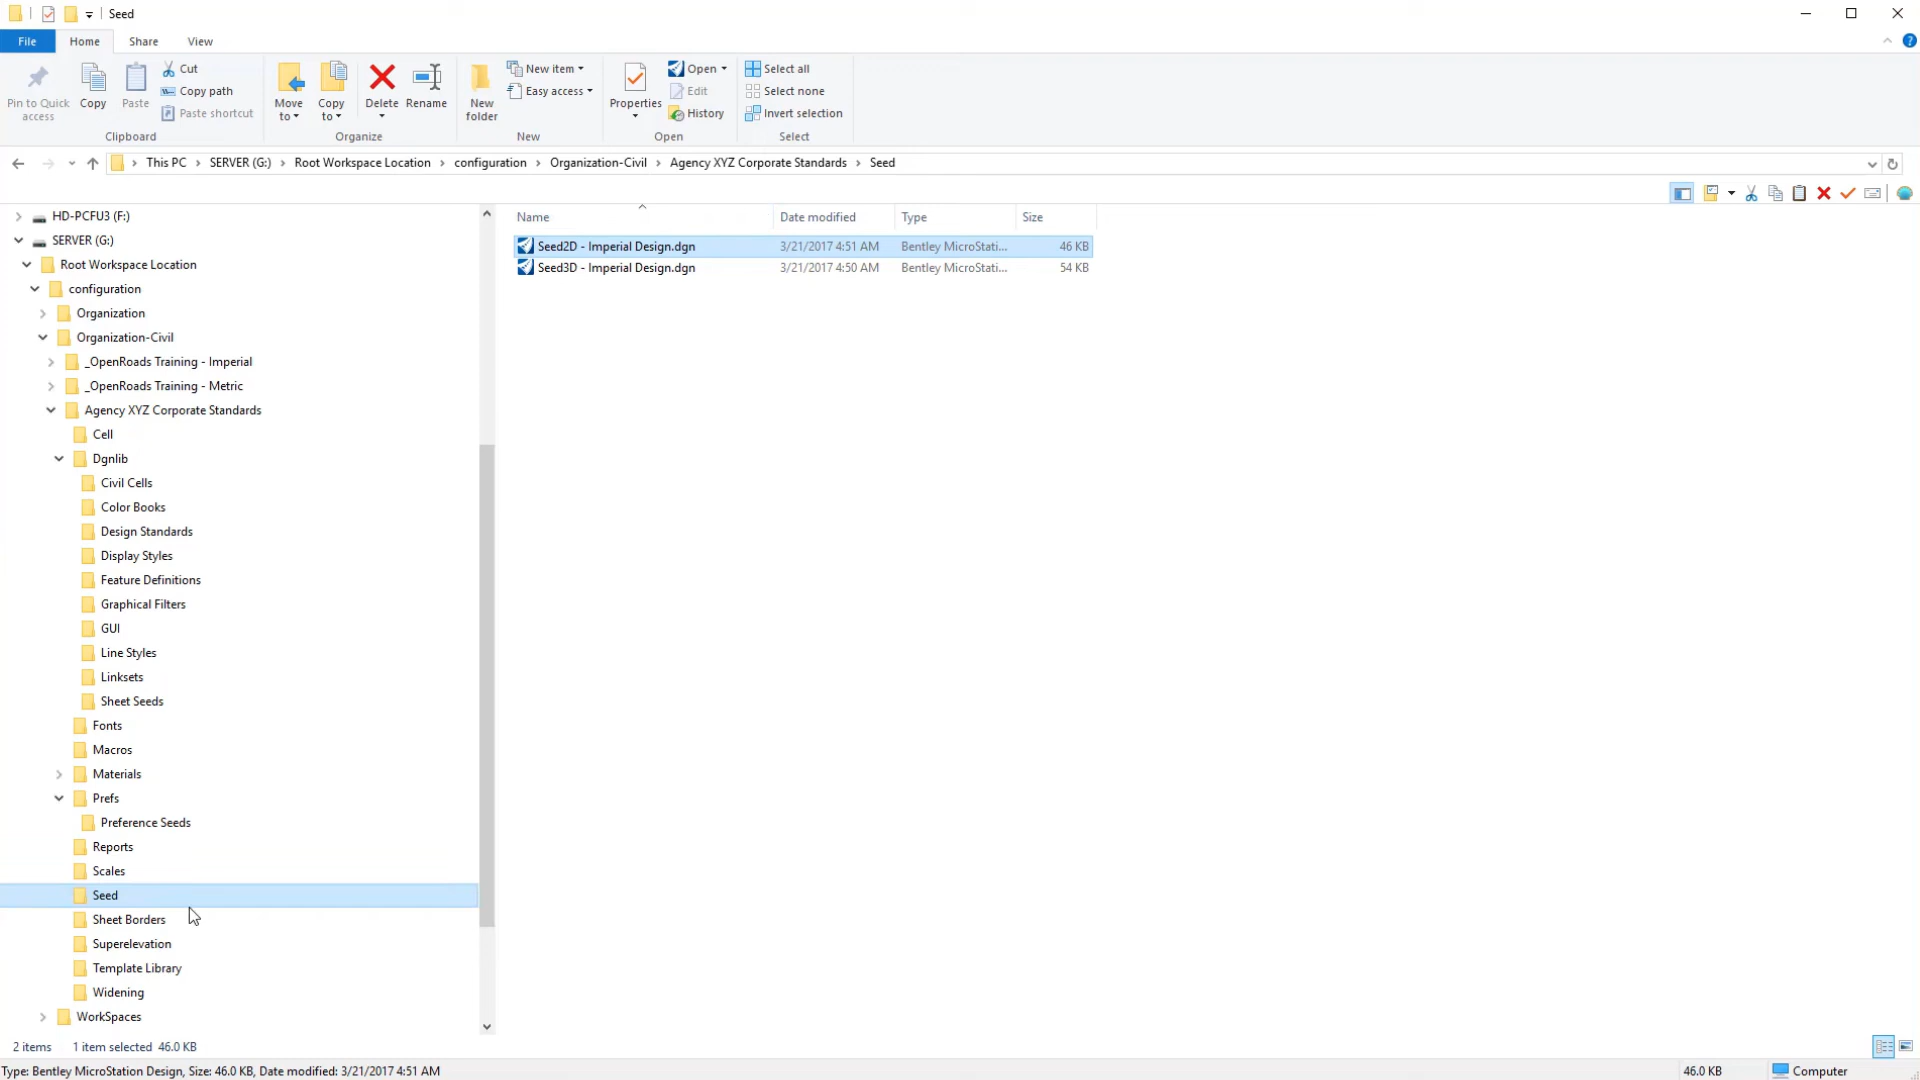 Seed
File Home Share View
Pin to Quick access
Copy
Paste
Cut
Copy path
Paste shortcut
Clipboard
Move to
Copy to
Delete
Rename
Organize
New folder
New item
Easy access
New
Properties
Open
Edit
History
Open
Select all
Select none
Invert selection
Select
This PC > SERVER (G:) > Root Workspace Location > configuration > Organization-Civil > Agency XYZ Corporate Standards > Seed
HD-PCFU3 (F:)
SERVER (G:)
Root Workspace Location
configuration
Organization
Organization-Civil
_OpenRoads Training - Imperial
_OpenRoads Training - Metric
Agency XYZ Corporate Standards
Cell
Dgnlib
Civil Cells
Color Books
Design Standards
Display Styles
Feature Definitions
Graphical Filters
GUI
Line Styles
Linksets
Sheet Seeds
Fonts
Macros
Materials
Prefs
Preference Seeds
Reports
Scales
Seed
Sheet Borders
Superelevation
Template Library
Widening
WorkSpaces
Name Date modified Type Size
Seed2D - Imperial Design.dgn 3/21/2017 4:51 AM Bentley MicroStati... 46 KB
Seed3D - Imperial Design.dgn 3/21/2017 4:50 AM Bentley MicroStati... 54 KB
2 items 1 item selected 46.0 KB
Type: Bentley MicroStation Design, Size: 46.0 KB, Date modified: 3/21/2017 4:51 AM 46.0 KB Computer